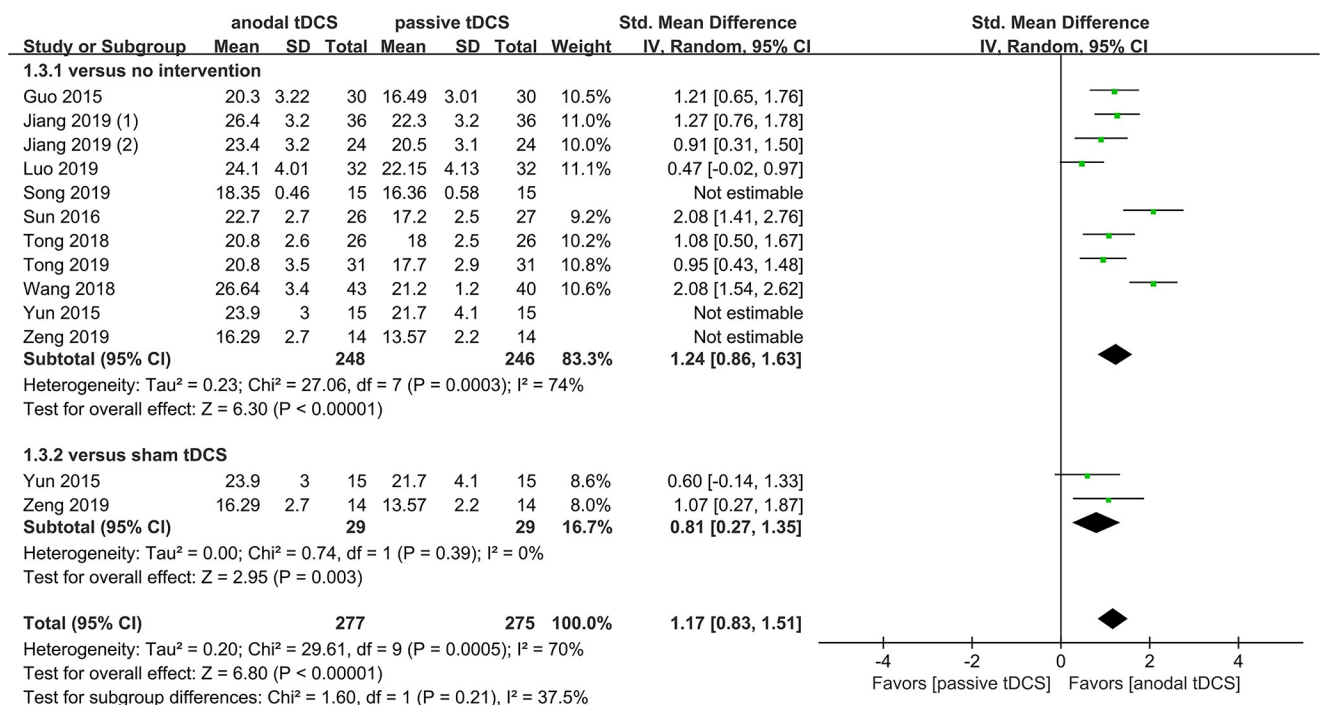 anodal tDCS passive tDCS Std. Mean Difference Std. Mean Difference
Study or Subgroup Mean SD Total Mean SD Total Weight IV, Random, 95% CI IV, Random, 95% CI
1.3.1 versus no intervention
Guo 2015 20.3 3.22 30 16.49 3.01 30 10.5% 1.21 [0.65, 1.76]
Jiang 2019 (1) 26.4 3.2 36 22.3 3.2 36 11.0% 1.27 [0.76, 1.78]
Jiang 2019 (2) 23.4 3.2 24 20.5 3.1 24 10.0% 0.91 [0.31, 1.50]
Luo 2019 24.1 4.01 32 22.15 4.13 32 11.1% 0.47 [-0.02, 0.97]
Song 2019 18.35 0.46 15 16.36 0.58 15 Not estimable
Sun 2016 22.7 2.7 26 17.2 2.5 27 9.2% 2.08 [1.41, 2.76]
Tong 2018 20.8 2.6 26 18 2.5 26 10.2% 1.08 [0.50, 1.67]
Tong 2019 20.8 3.5 31 17.7 2.9 31 10.8% 0.95 [0.43, 1.48]
Wang 2018 26.64 3.4 43 21.2 1.2 40 10.6% 2.08 [1.54, 2.62]
Yun 2015 23.9 3 15 21.7 4.1 15 Not estimable
Zeng 2019 16.29 2.7 14 13.57 2.2 14 Not estimable
Subtotal (95% CI) 248 246 83.3% 1.24 [0.86, 1.63]
Heterogeneity: Tau² = 0.23; Chi² = 27.06, df = 7 (P = 0.0003); I² = 74%
Test for overall effect: Z = 6.30 (P < 0.00001)
1.3.2 versus sham tDCS
Yun 2015 23.9 3 15 21.7 4.1 15 8.6% 0.60 [-0.14, 1.33]
Zeng 2019 16.29 2.7 14 13.57 2.2 14 8.0% 1.07 [0.27, 1.87]
Subtotal (95% CI) 29 29 16.7% 0.81 [0.27, 1.35]
Heterogeneity: Tau² = 0.00; Chi² = 0.74, df = 1 (P = 0.39); I² = 0%
Test for overall effect: Z = 2.95 (P = 0.003)
Total (95% CI) 277 275 100.0% 1.17 [0.83, 1.51]
Heterogeneity: Tau² = 0.20; Chi² = 29.61, df = 9 (P = 0.0005); I² = 70%
Test for overall effect: Z = 6.80 (P < 0.00001)
Test for subgroup differences: Chi² = 1.60, df = 1 (P = 0.21), I² = 37.5%
-4 -2 0 2 4
Favors [passive tDCS] Favors [anodal tDCS]